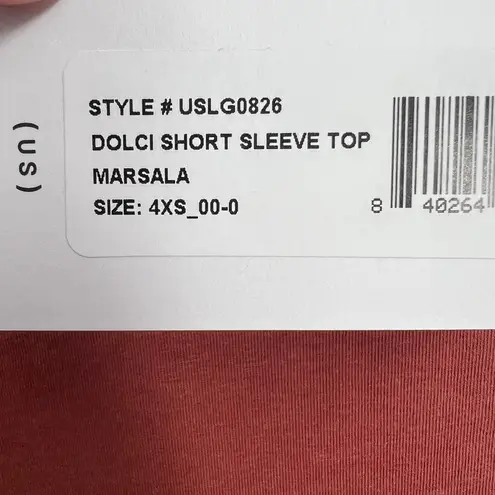 STYLE # USLG0826
DOLCI SHORT SLEEVE TOP
MARSALA
SIZE: 4XS_00-0
8 40264
(us)